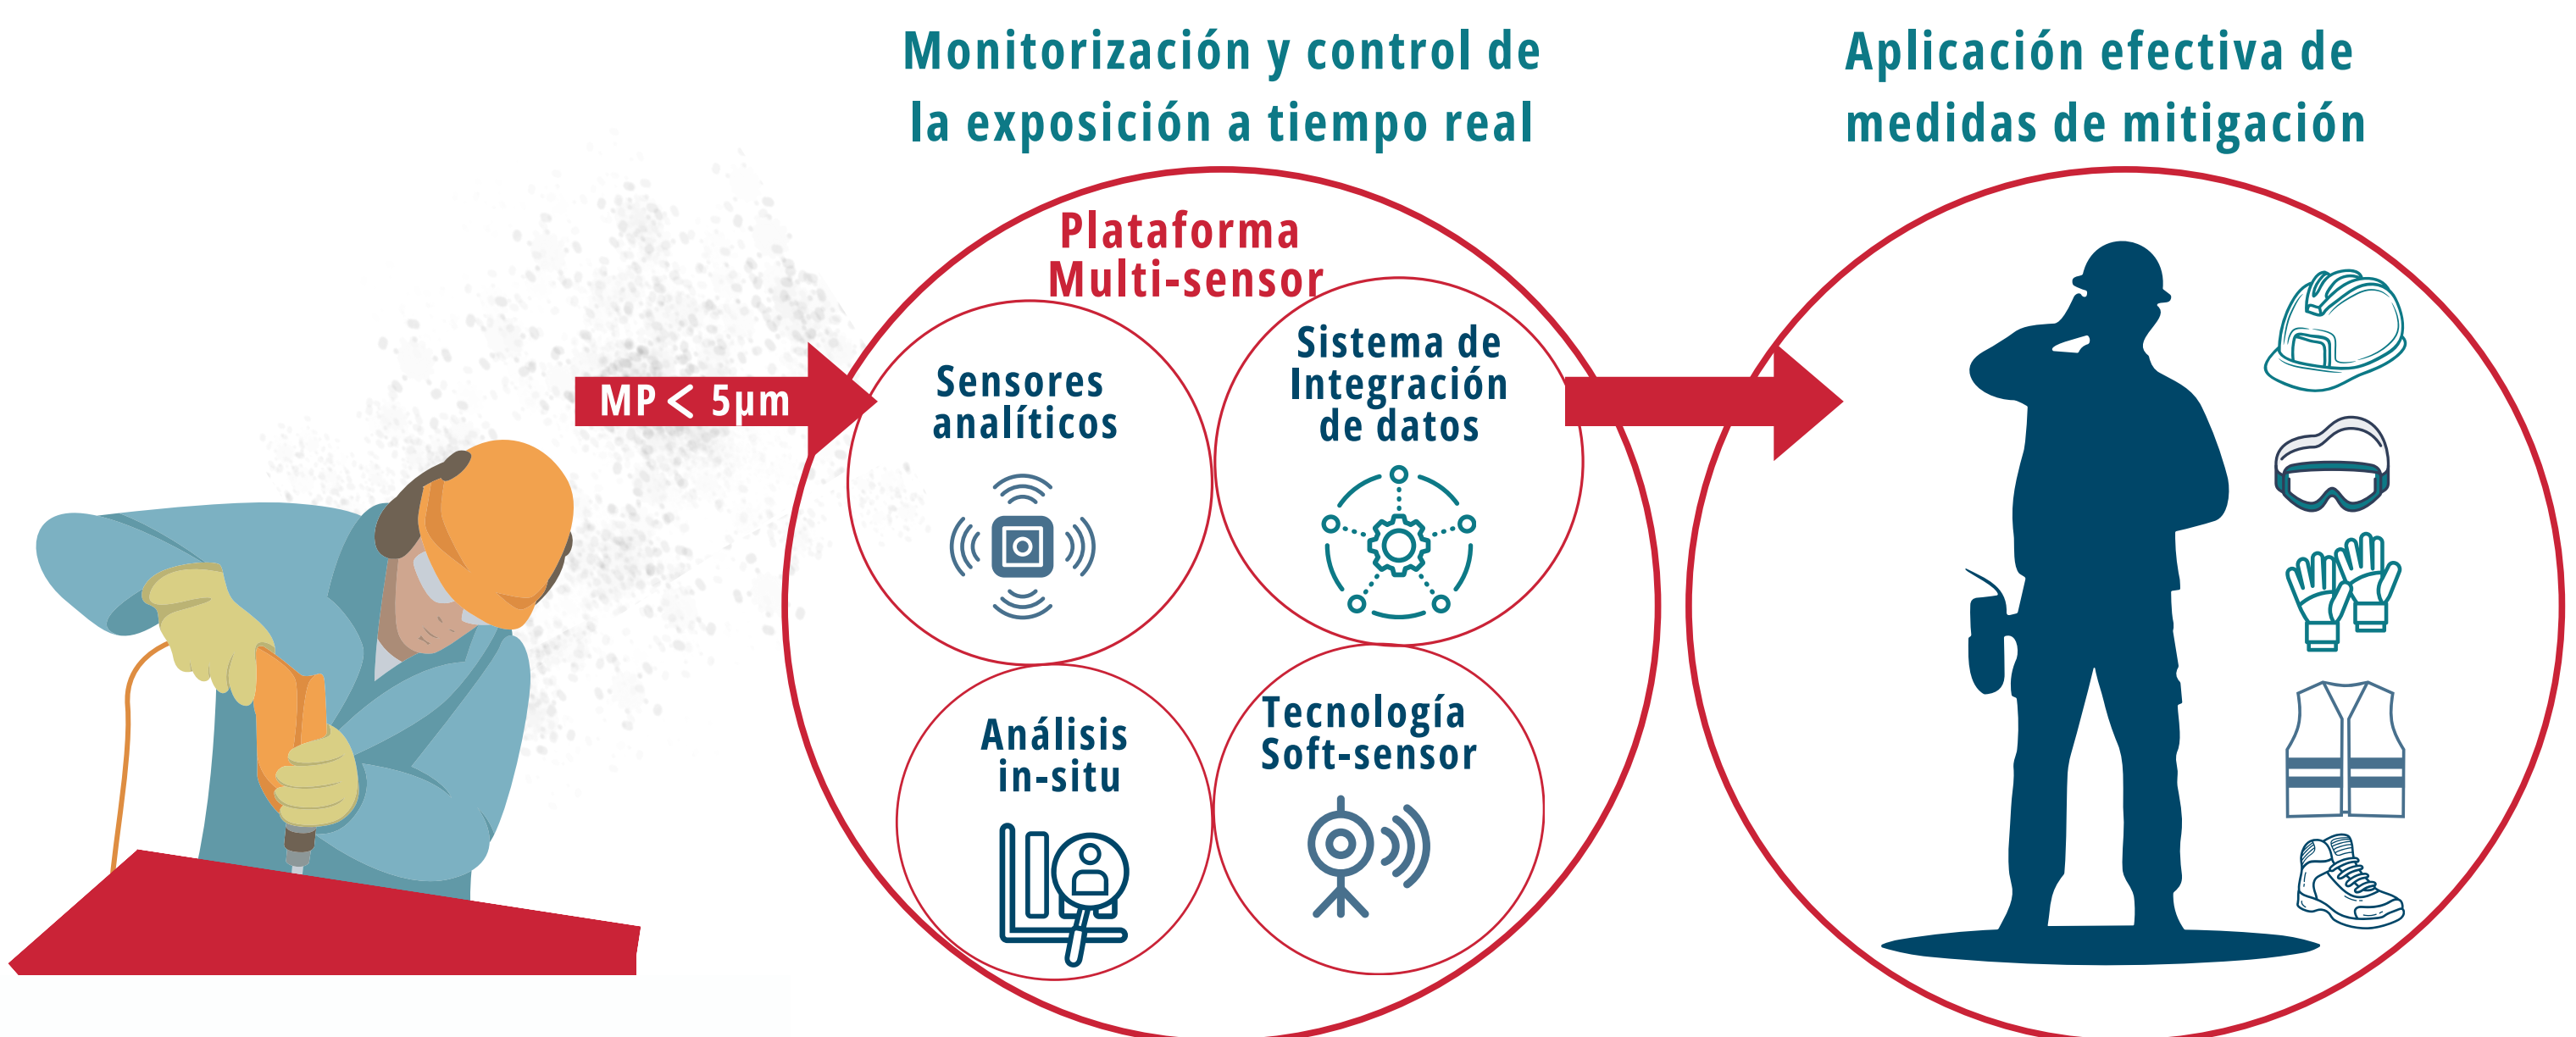 Monitorización y control de
la exposición a tiempo real
Aplicación efectiva de
medidas de mitigación
MP < 5µm
Plataforma
Multi-sensor
Sensores
analíticos
Sistema de
Integración
de datos
Análisis
in-situ
Tecnología
Soft-sensor